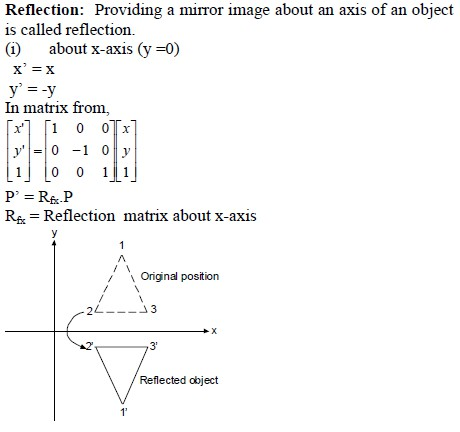 Reflection: Providing a mirror image about an axis of an object
is called reflection.
(i) about x-axis (y =0)
x' = x
y' = -y
In matrix from,
[x'] [1 0 0] [x]
[y'] = [0 -1 0] [y]
[1] [0 0 1] [1]
P' = Rfx.P
Rfx = Reflection matrix about x-axis
y
1
Original position
2 3
x
2' 3'
Reflected object
1'